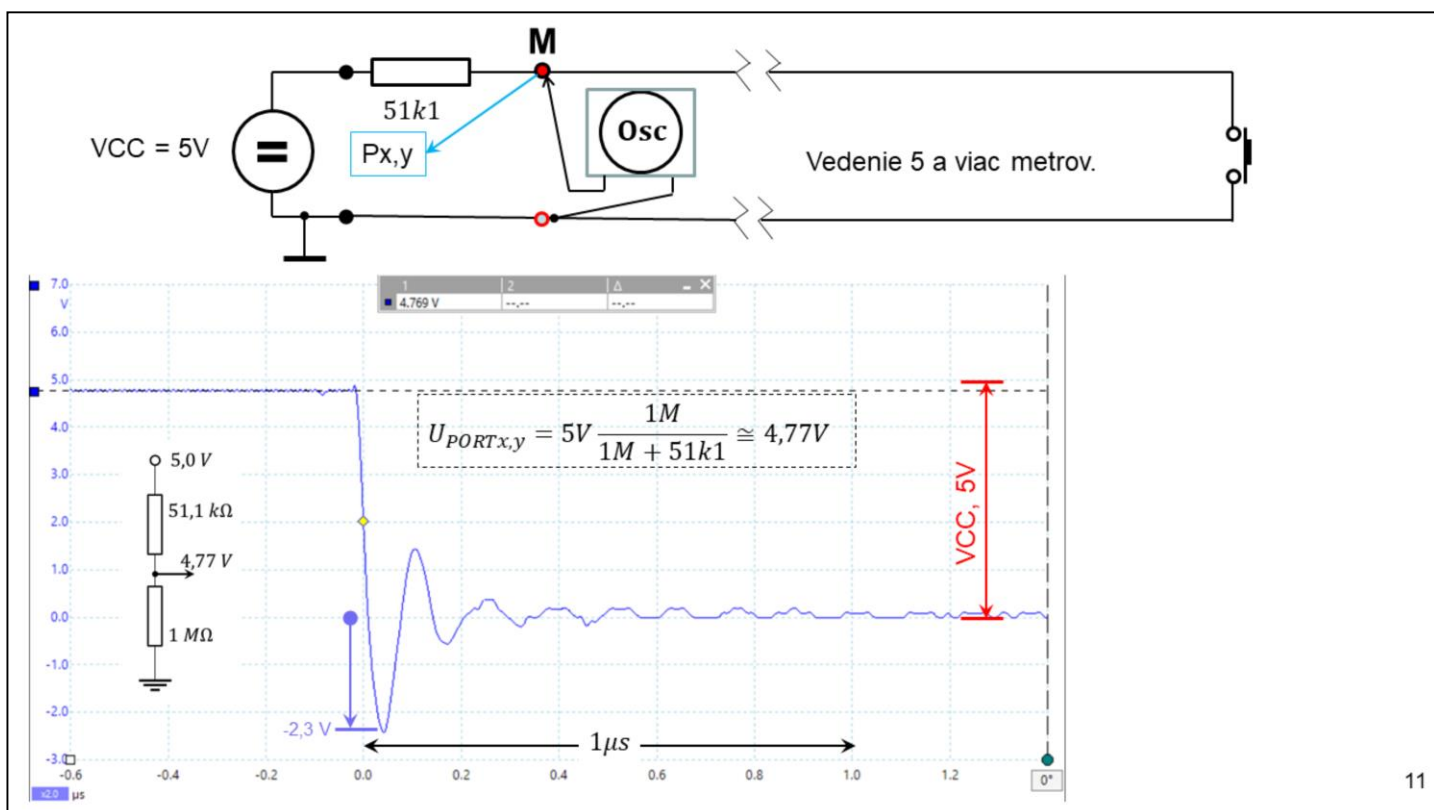 M
51k1
Osc
VCC = 5V
Px,y
Vedenie 5 a viac metrov.
1 2 Δ
4.769 V --.-- --.--
7.0
V
6.0
5.0
4.0
3.0
2.0
1.0
0.0
-1.0
-2.0
-3.0
U_PORTx,y = 5V 1M / (1M + 51k1) ≅ 4,77V
5,0 V
51,1 kΩ
4,77 V
1 MΩ
VCC, 5V
-2,3 V
1μs
-0.6 -0.4 -0.2 0.0 0.2 0.4 0.6 0.8 1.0 1.2
0°
x2.0 μs
11